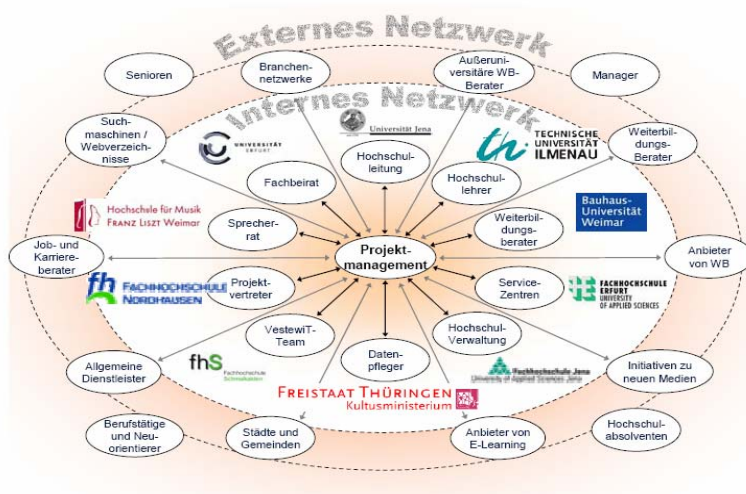 Externes Netzwerk
Senioren
Branchen-
netzwerke
Außeruni-
versitäre WB-
Berater
Manager
Internes Netzwerk
Such-
maschinen /
Webverzeich-
nisse
UNIVERSITÄT
ERFURT
Universität Jena
Hochschul-
leitung
TECHNISCHE
UNIVERSITÄT
ILMENAU
Weiterbil-
dungs-
Berater
Fachbeirat
Hochschul-
lehrer
Hochschule für Musik
FRANZ LISZT Weimar
Sprecher-
rat
Weiterbildungs-
berater
Bauhaus-
Universität
Weimar
Job- und
Karriere-
berater
Projekt-
management
Anbieter
von WB
fh FACHHOCHSCHULE
NORDHAUSEN
Projekt-
vertreter
Service-
Zentren
FACHHOCHSCHULE
ERFURT
UNIVERSITY
OF APPLIED SCIENCES
VestewiT-
Team
Hochschul-
Verwaltung
Daten-
pfleger
Allgemeine
Dienstleister
fhS
Fachhochschule
Schmalkalden
Fachhochschule Jena
University of Applied Sciences Jena
Initiativen zu
neuen Medien
FREISTAAT THÜRINGEN
Kultusministerium
Berufstätige
und Neu-
orientierer
Städte und
Gemeinden
Anbieter von
E-Learning
Hochschul-
absolventen